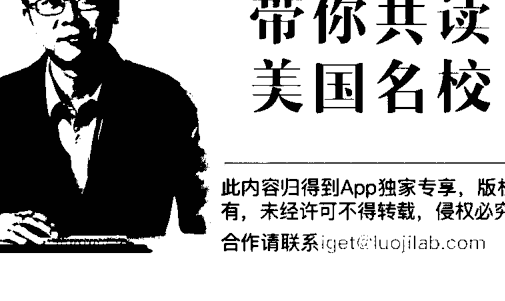 带你共读
美国名校
此内容归得到App独家专享，版权
有，未经许可不得转载，侵权必究
合作请联系iget@luojilab.com